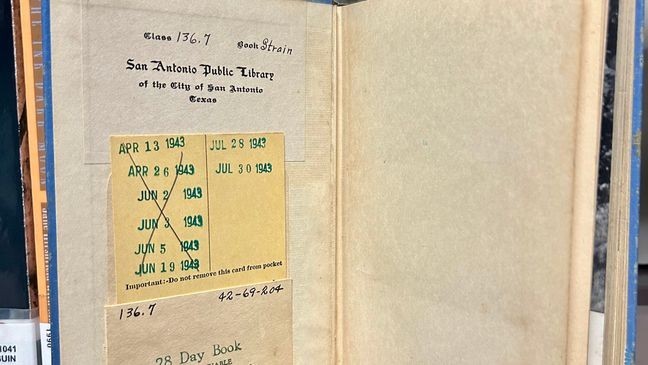 Class 136.7 Book Strain
San Antonio Public Library
of the City of San Antonio
Texas
APR 13 1943
APR 26 1943
JUN 2 1943
JUN 3 1943
JUN 5 1943
JUN 19 1943
JUL 28 1943
JUL 30 1943
Important:-Do not remove this card from pocket
136.7 42-69-204
28 Day Book
1041
0661